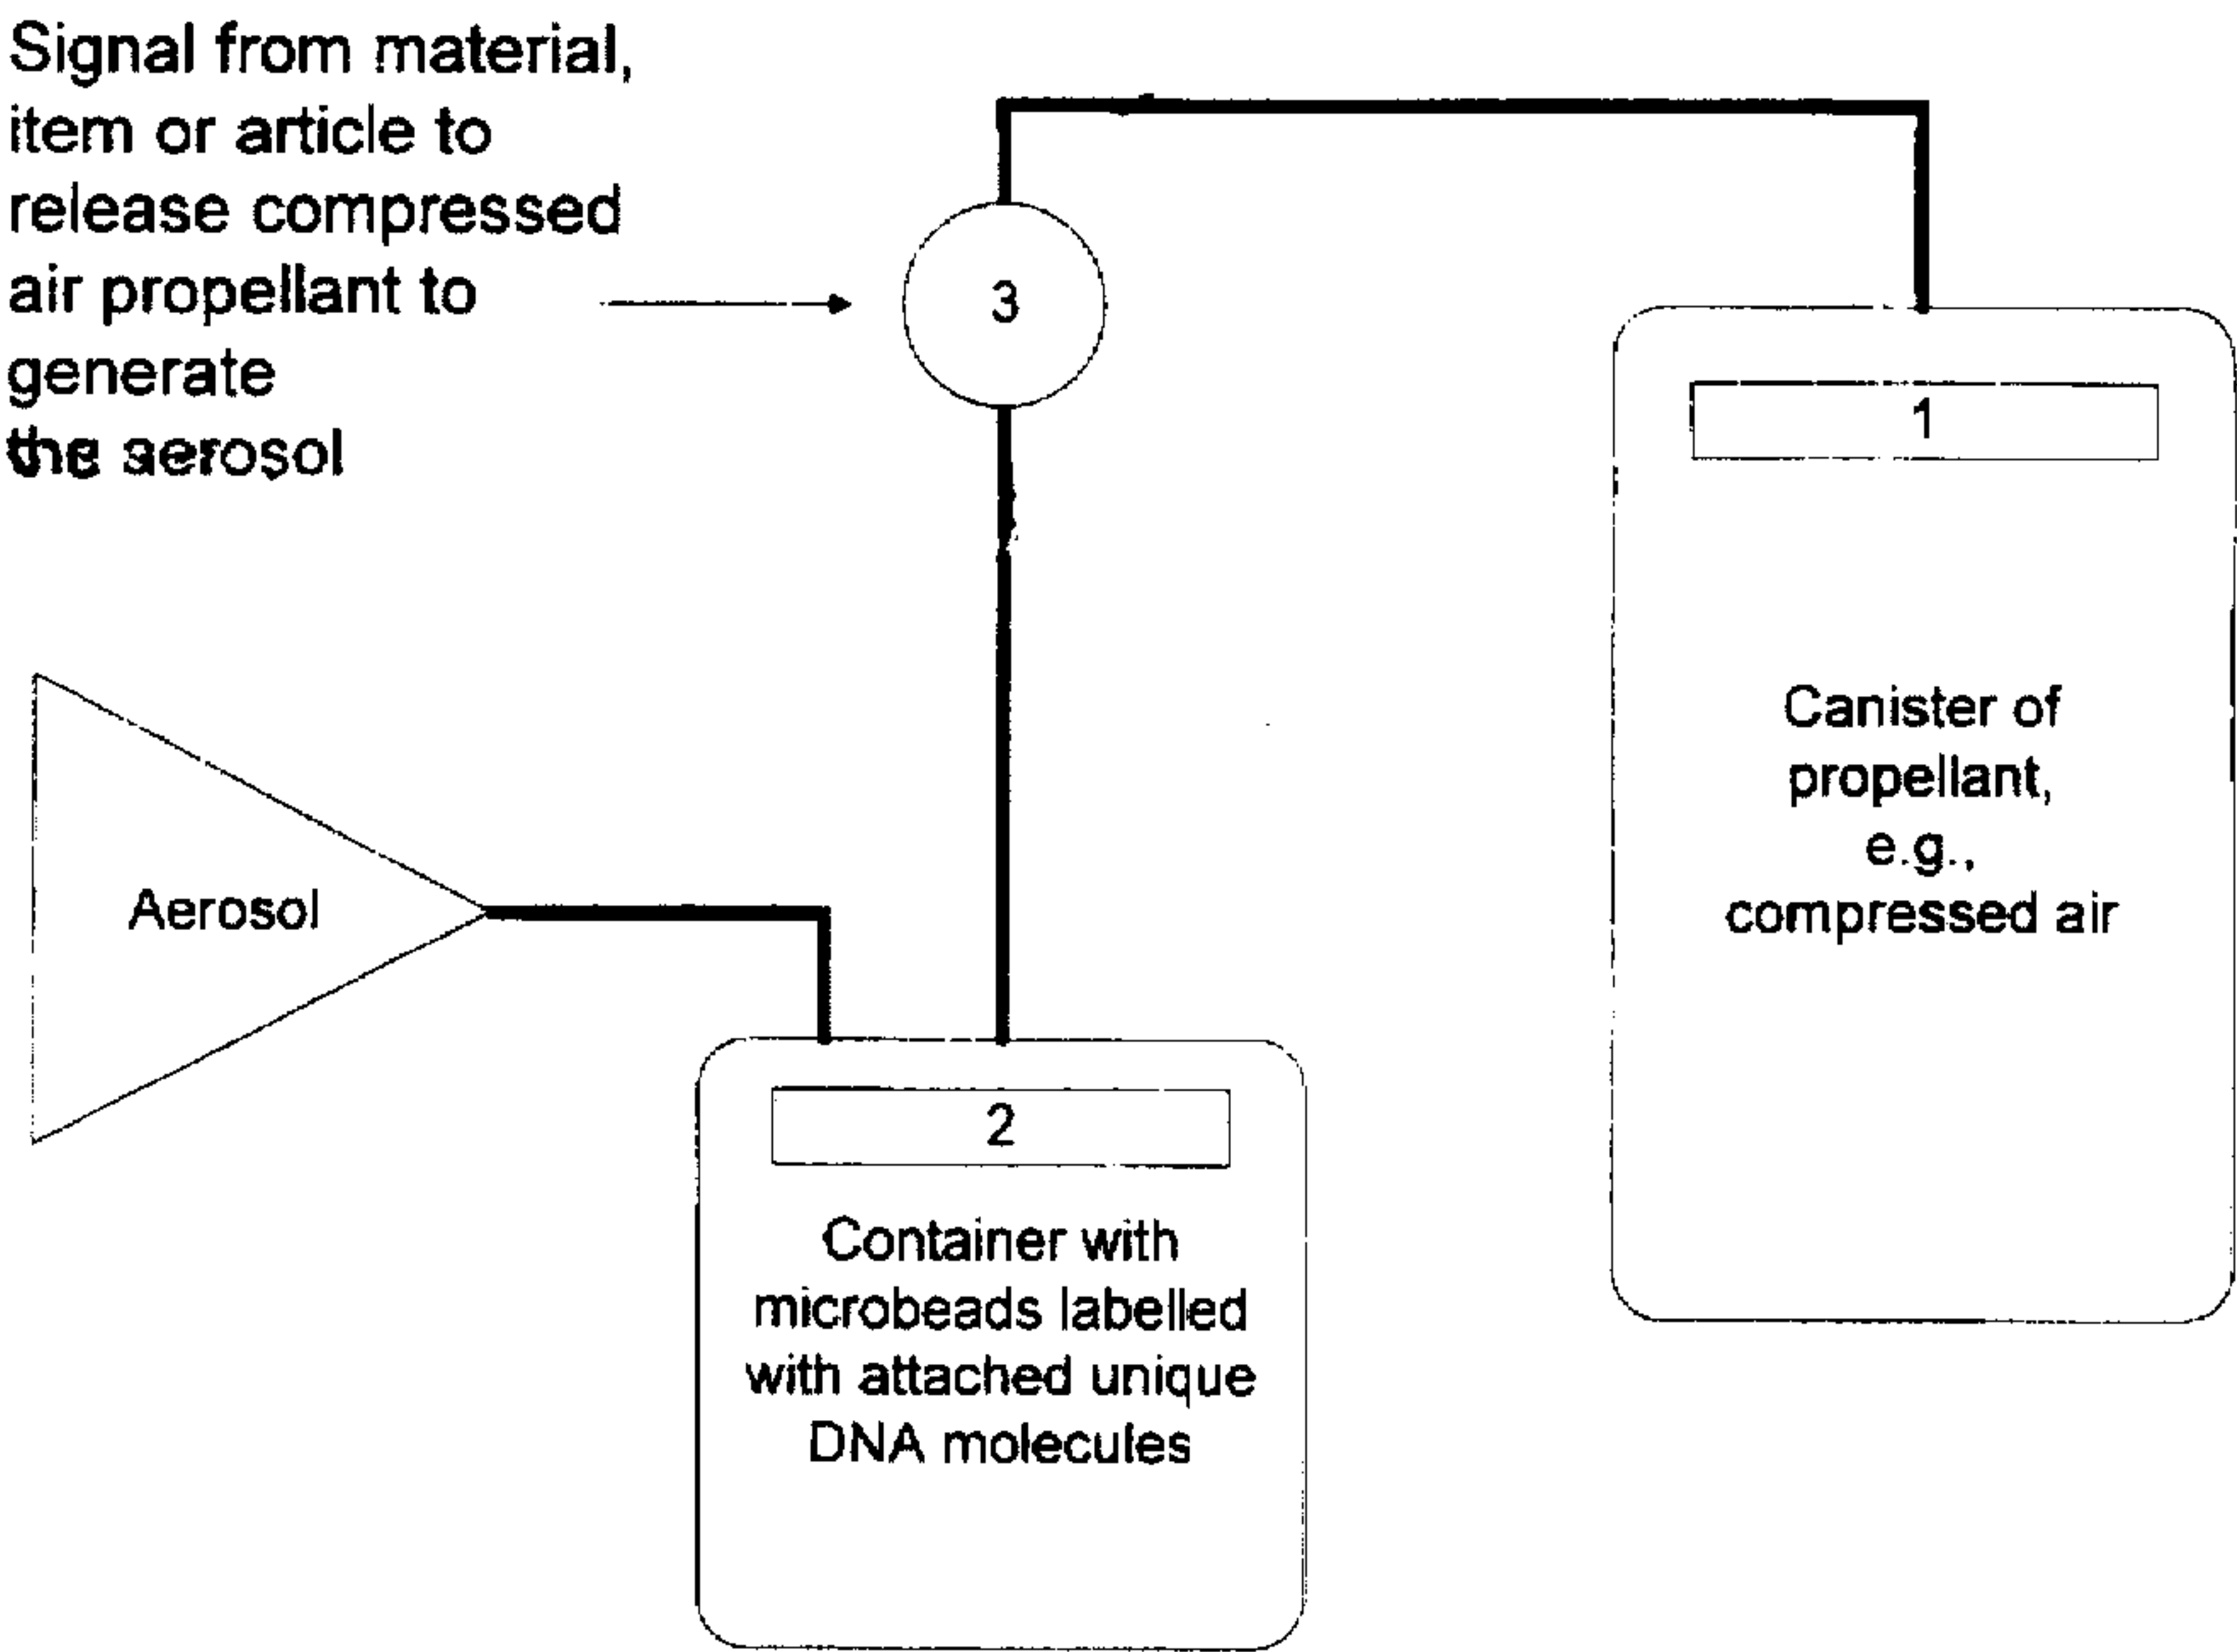 Signal from material,
item or article to
release compressed
air propellant to
generate
the aerosol
3
1
Canister of
propellant,
e.g.,
compressed air
Aerosol
2
Container with
microbeads labelled
with attached unique
DNA molecules